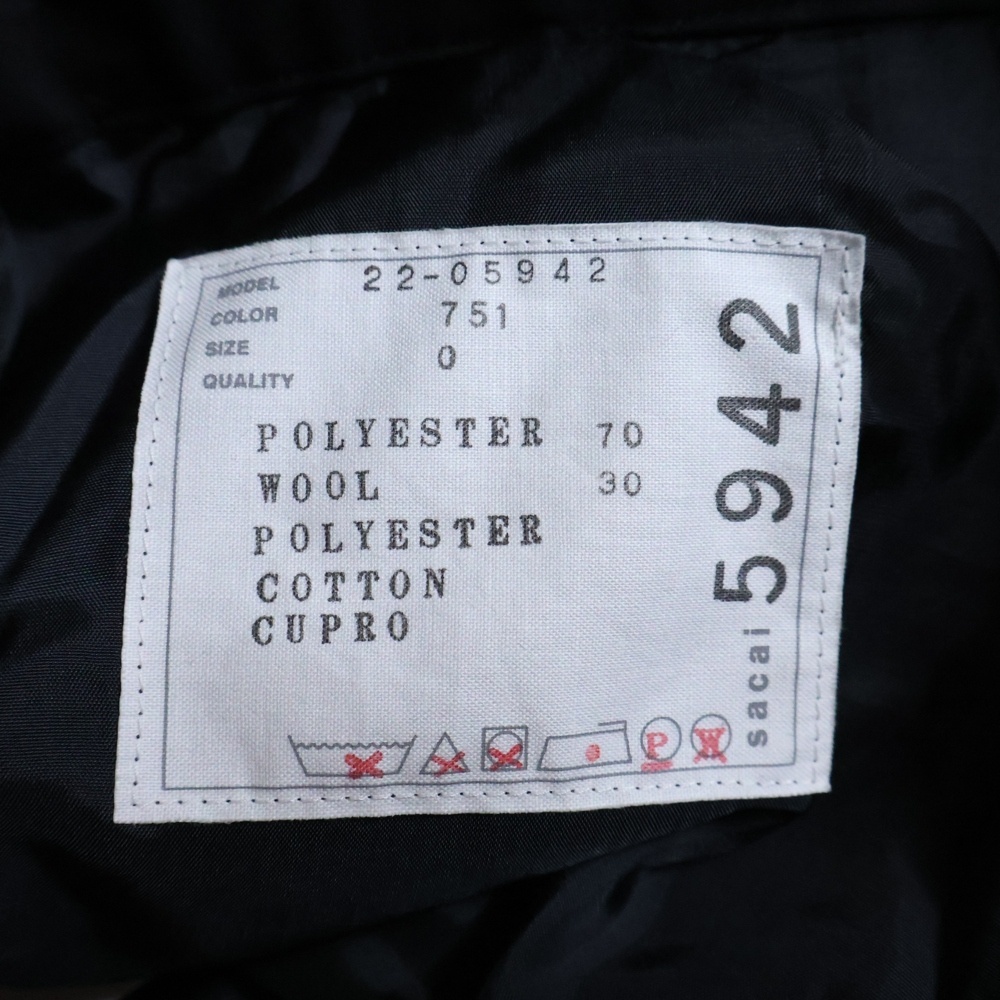 MODEL 22-05942
COLOR 751
SIZE 0
QUALITY
POLYESTER 70
WOOL 30
POLYESTER
COTTON
CUPRO
P W
sacai 5942